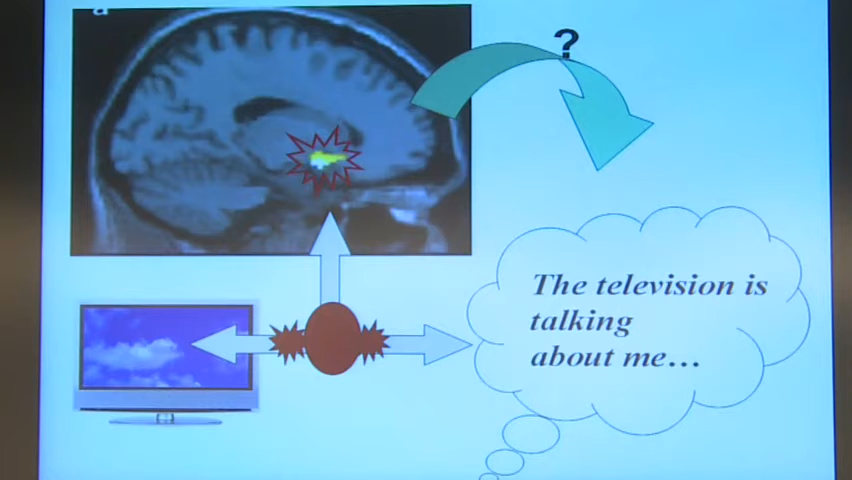 a
?
The television is
talking
about me...